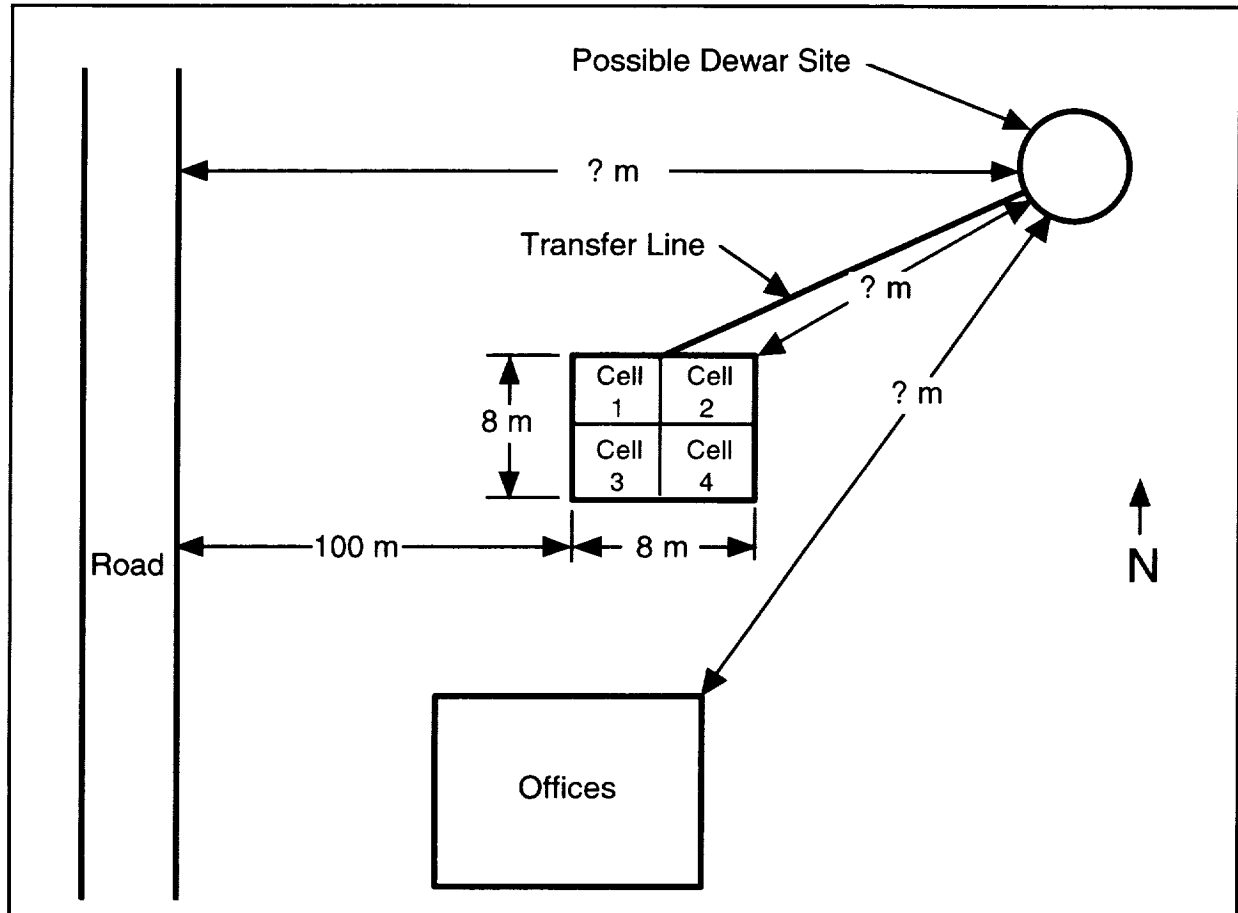 Possible Dewar Site
? m
Transfer Line
? m
? m
Cell
1
Cell
2
8 m
Cell
3
Cell
4
100 m
8 m
Road
N
Offices